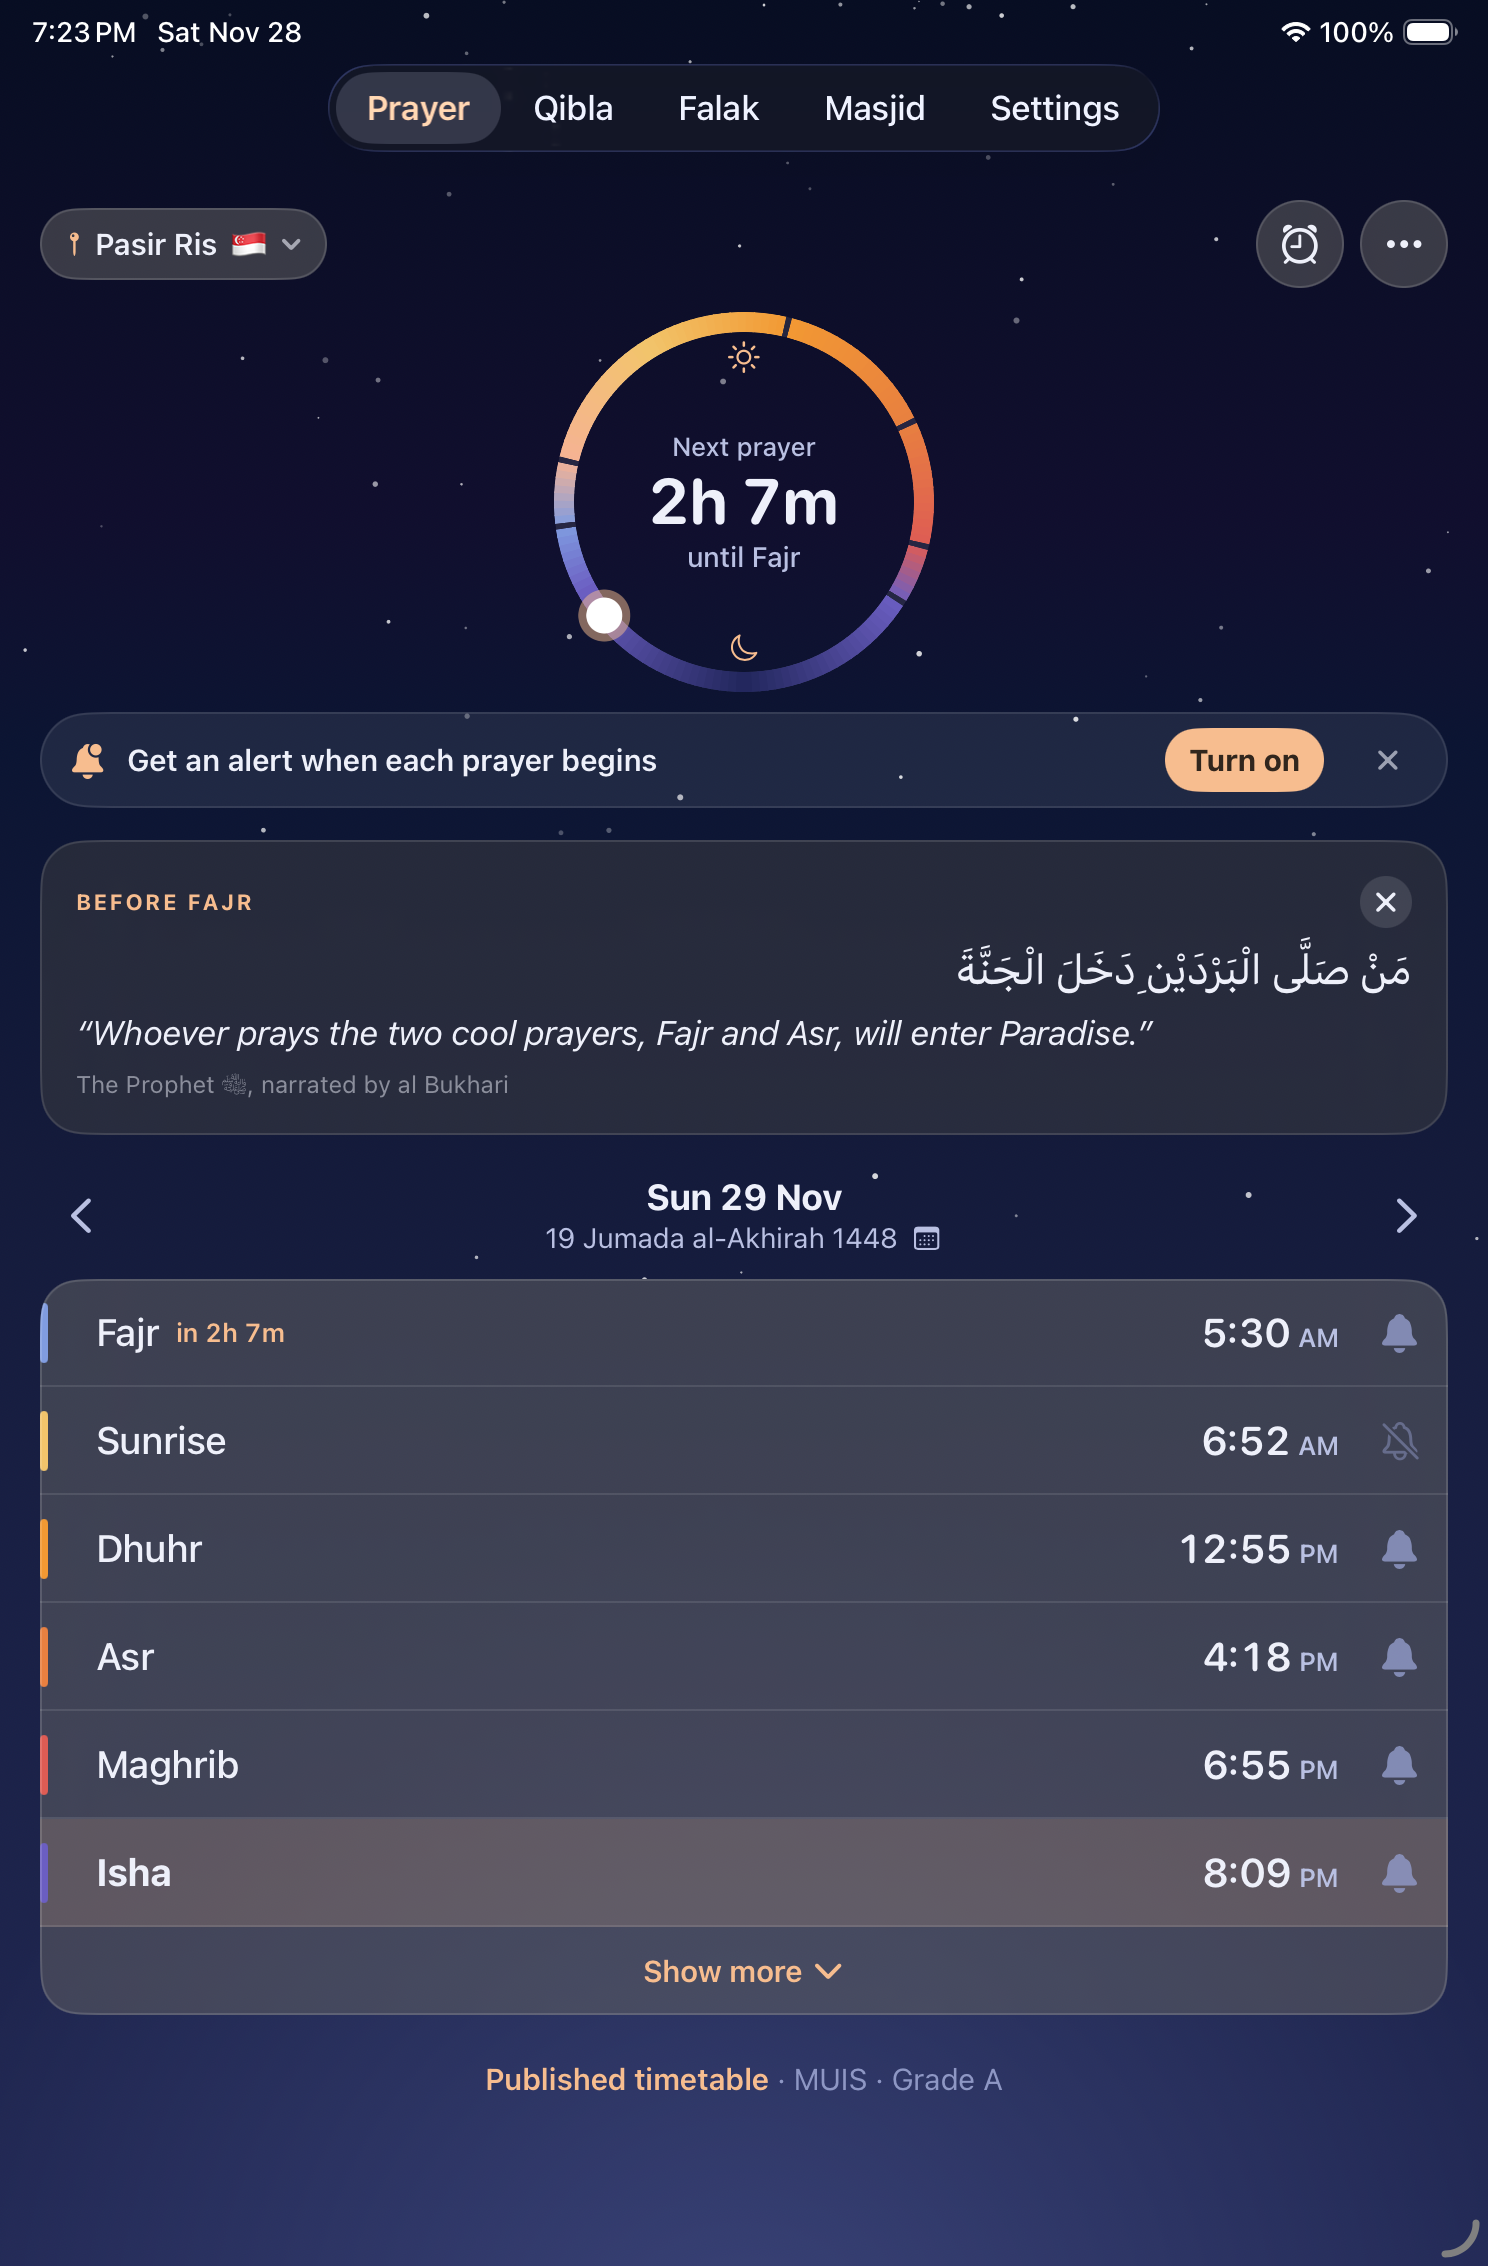 7:23 PM Sat Nov 28
100%
Prayer Qibla Falak Masjid Settings
Pasir Ris 🇸🇬
Next prayer
2h 7m
until Fajr
Get an alert when each prayer begins Turn on
BEFORE FAJR
مَنْ صَلَّى الْبَرْدَيْنِ دَخَلَ الْجَنَّةَ
“Whoever prays the two cool prayers, Fajr and Asr, will enter Paradise.”
The Prophet ﷺ, narrated by al Bukhari
Sun 29 Nov
19 Jumada al-Akhirah 1448
Fajr in 2h 7m 5:30 AM
Sunrise 6:52 AM
Dhuhr 12:55 PM
Asr 4:18 PM
Maghrib 6:55 PM
Isha 8:09 PM
Show more
Published timetable · MUIS · Grade A